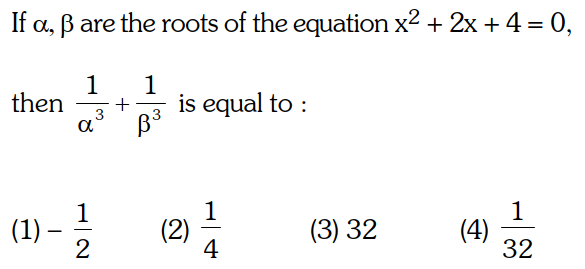 If α, β are the roots of the equation x² + 2x + 4 = 0,
then 1/α³ + 1/β³ is equal to :
(1) – 1/2 (2) 1/4 (3) 32 (4) 1/32